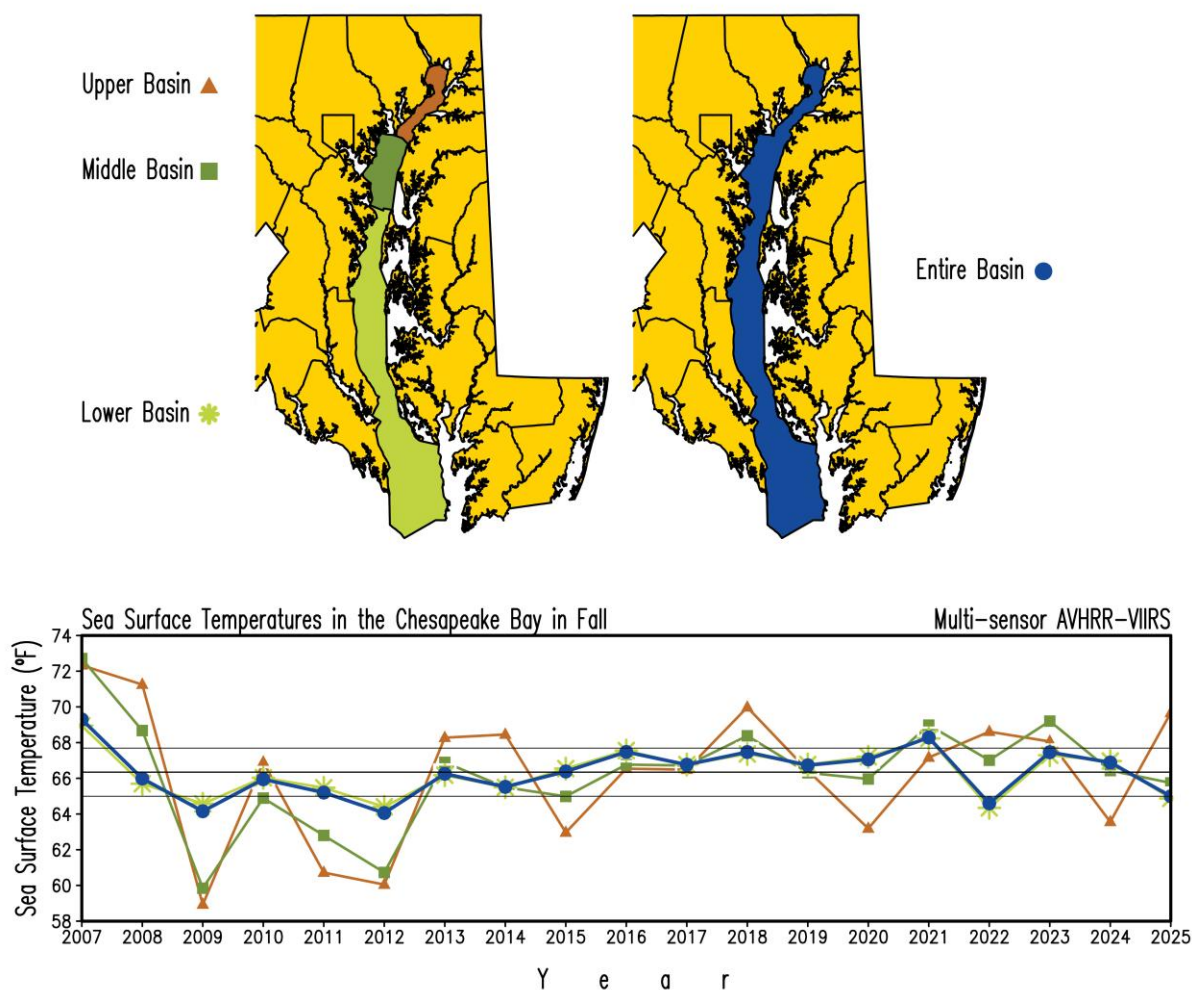 Upper Basin
Middle Basin
Lower Basin
Entire Basin
Sea Surface Temperatures in the Chesapeake Bay in Fall
Multi-sensor AVHRR-VIIRS
Sea Surface Temperature (°F)
74
72
70
68
66
64
62
60
58
2007 2008 2009 2010 2011 2012 2013 2014 2015 2016 2017 2018 2019 2020 2021 2022 2023 2024 2025
Y e a r